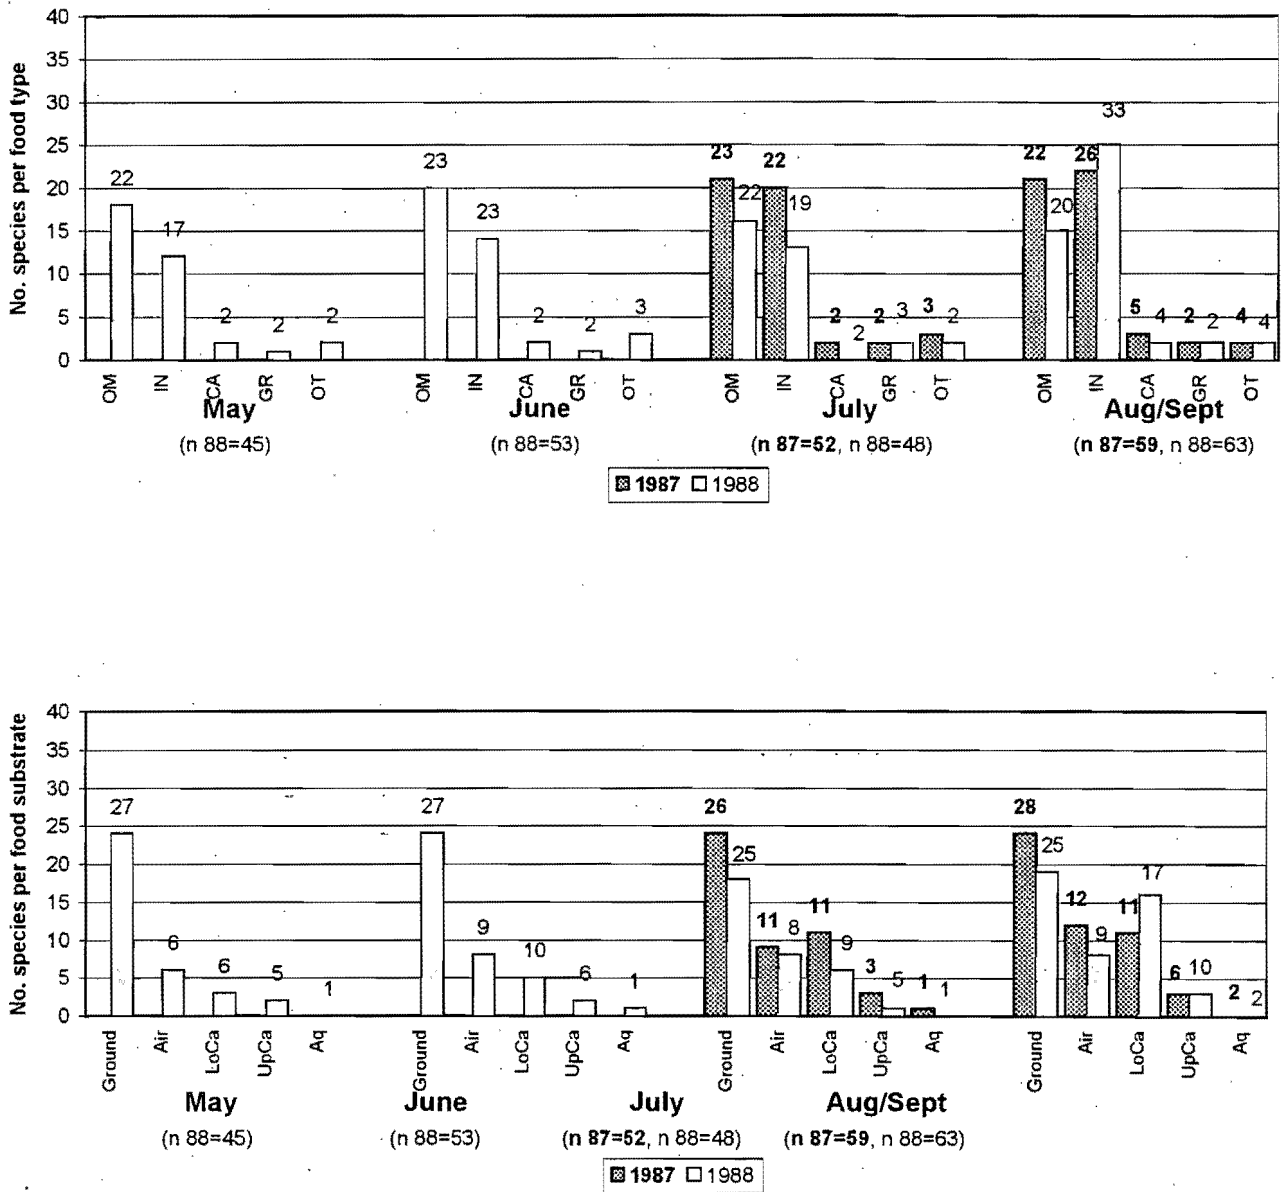 No. species per food type
40
35
30
25
20
15
10
5
0
22 17 2 2 2
23 23 2 2 3
23 22 22 19 2 2 2 3 3 2
22 20 26 33 5 4 2 2 4 4
OM IN CA GR OT OM IN CA GR OT OM IN CA GR OT OM IN CA GR OT
May June July Aug/Sept
(n 88=45) (n 88=53) (n 87=52, n 88=48) (n 87=59, n 88=63)
1987 1988
No. species per food substrate
40
35
30
25
20
15
10
5
0
27 6 6 5 1
27 9 10 6 1
26 25 11 8 11 9 3 5 1 1
28 25 12 9 11 17 6 10 2 2
Ground Air LoCa UpCa Aq Ground Air LoCa UpCa Aq Ground Air LoCa UpCa Aq Ground Air LoCa UpCa Aq
May June July Aug/Sept
(n 88=45) (n 88=53) (n 87=52, n 88=48) (n 87=59, n 88=63)
1987 1988